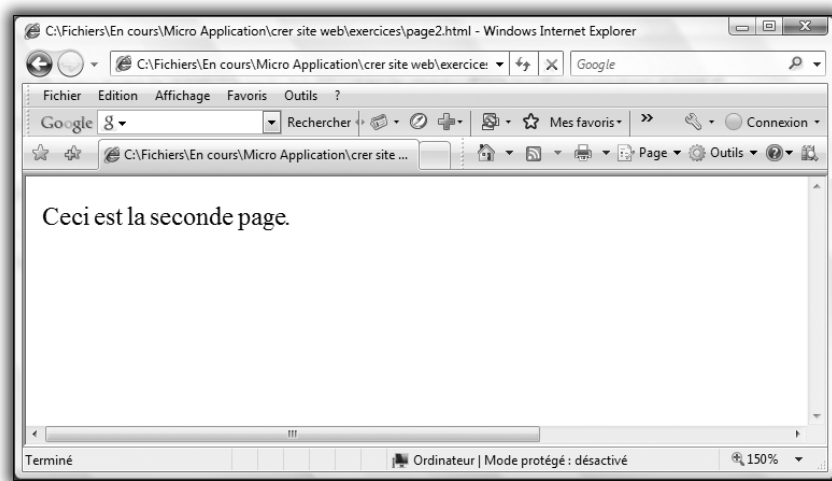 C:\Fichiers\En cours\Micro Application\crer site web\exercices\page2.html - Windows Internet Explorer
C:\Fichiers\En cours\Micro Application\crer site web\exercice: Google
Fichier Edition Affichage Favoris Outils ?
Google Rechercher Mes favoris » Connexion
C:\Fichiers\En cours\Micro Application\crer site ... Page Outils
Ceci est la seconde page.
Terminé Ordinateur | Mode protégé : désactivé 150%